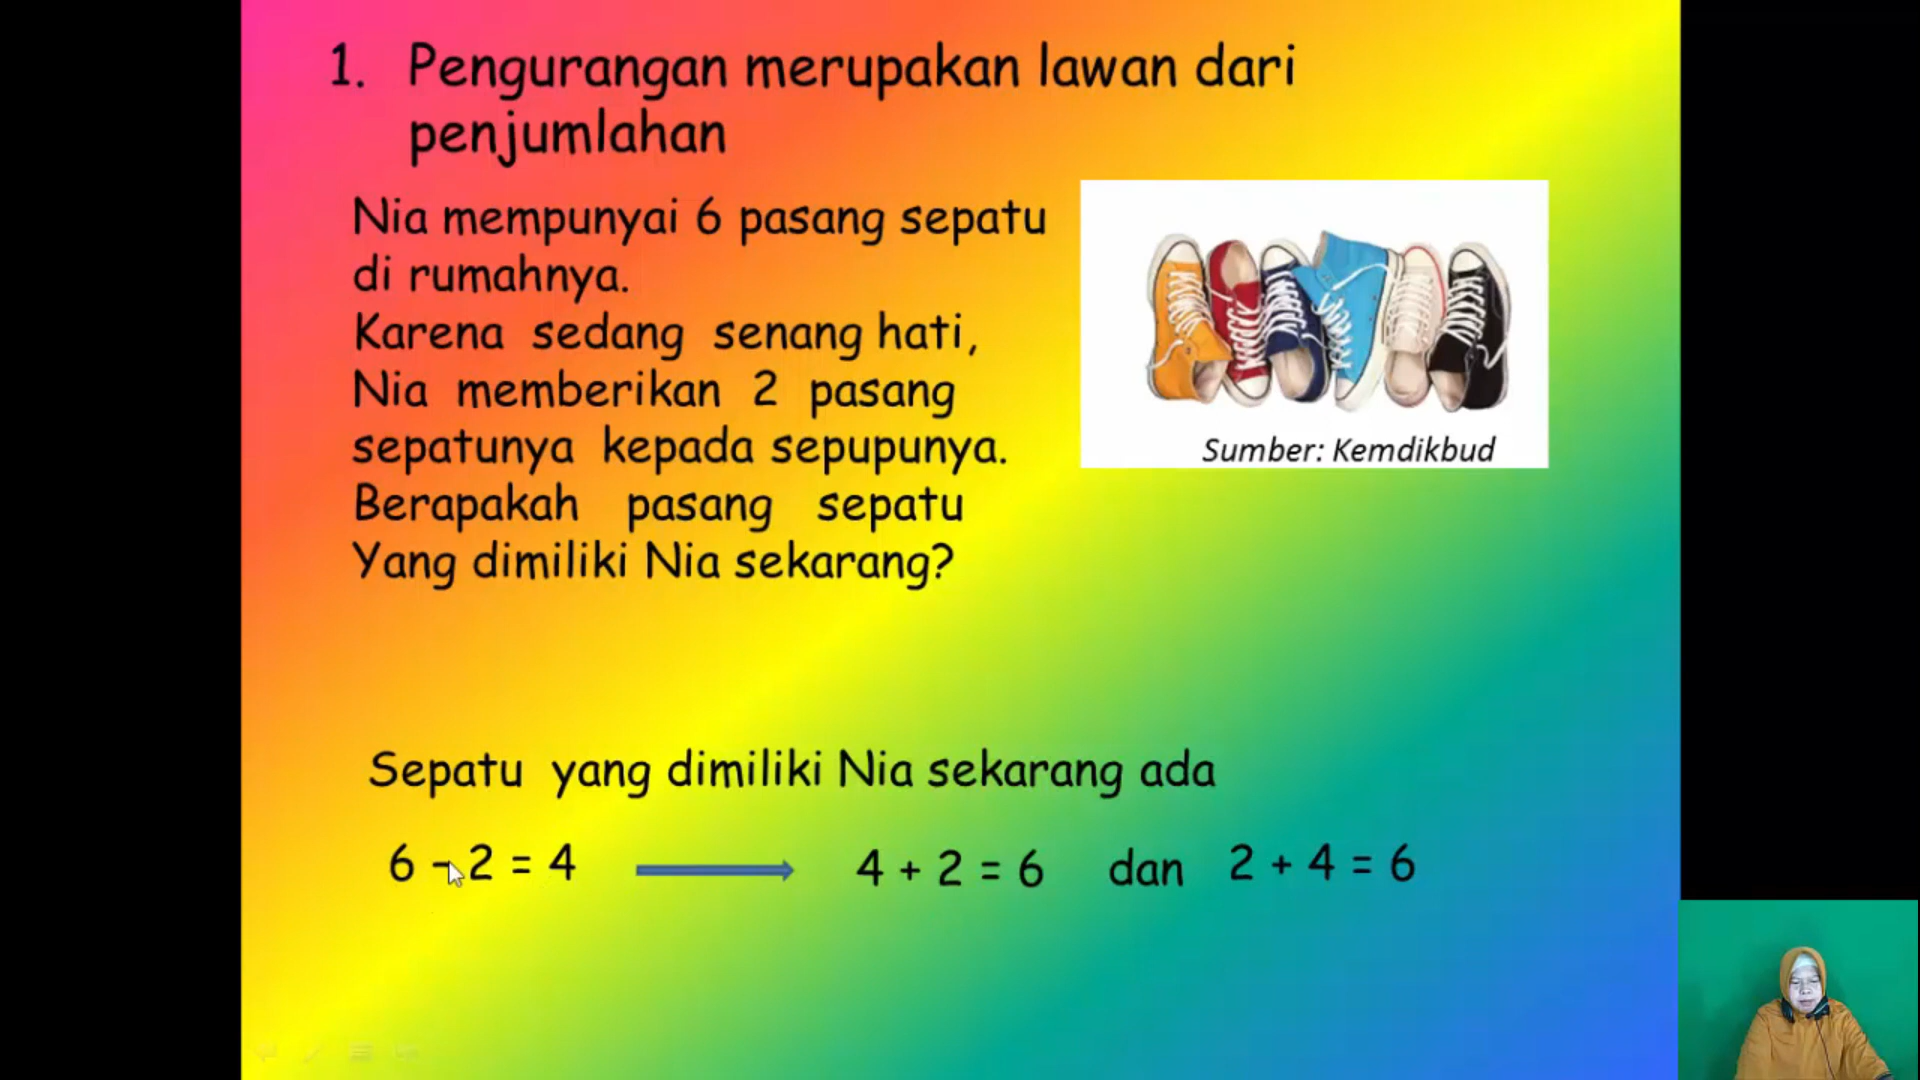 1. Pengurangan merupakan lawan dari
penjumlahan
Nia mempunyai 6 pasang sepatu
di rumahnya.
Karena sedang senang hati,
Nia memberikan 2 pasang
sepatunya kepada sepupunya.
Berapakah pasang sepatu
Yang dimiliki Nia sekarang?
Sumber: Kemdikbud
Sepatu yang dimiliki Nia sekarang ada
6 - 2 = 4 4 + 2 = 6 dan 2 + 4 = 6